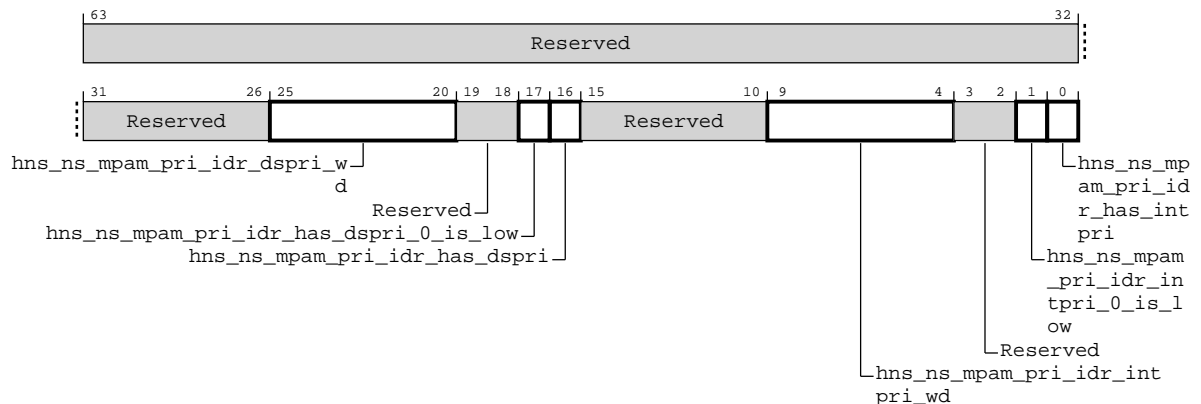 63 32
Reserved
31 26 25 20 19 18 17 16 15 10 9 4 3 2 1 0
Reserved Reserved
hns_ns_mpam_pri_idr_dspri_w
d
Reserved
hns_ns_mpam_pri_idr_has_dspri_0_is_low
hns_ns_mpam_pri_idr_has_dspri
hns_ns_mp
am_pri_id
r_has_int
pri
hns_ns_mpam
_pri_idr_in
tpri_0_is_l
ow
Reserved
hns_ns_mpam_pri_idr_int
pri_wd